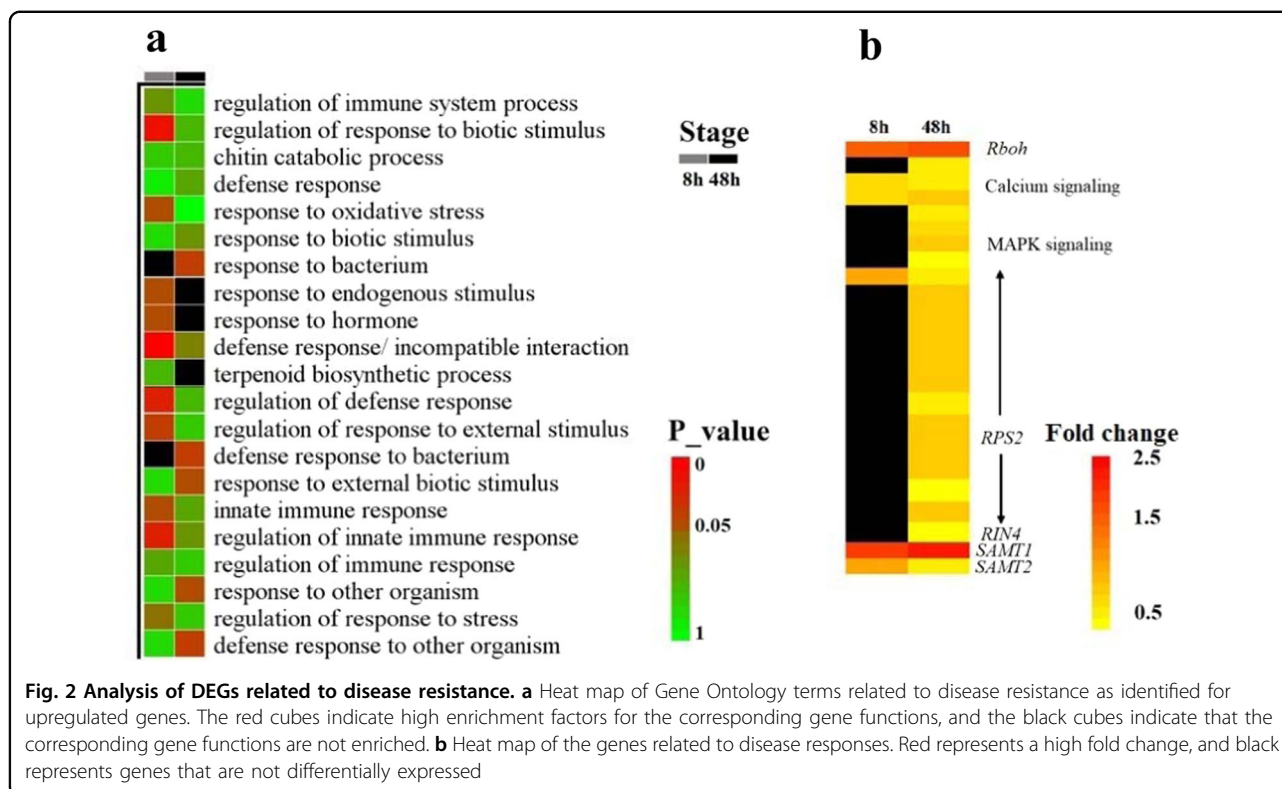 a
regulation of immune system process
regulation of response to biotic stimulus
chitin catabolic process
defense response
response to oxidative stress
response to biotic stimulus
response to bacterium
response to endogenous stimulus
response to hormone
defense response/ incompatible interaction
terpenoid biosynthetic process
regulation of defense response
regulation of response to external stimulus
defense response to bacterium
response to external biotic stimulus
innate immune response
regulation of innate immune response
regulation of immune response
response to other organism
regulation of response to stress
defense response to other organism
Stage
8h 48h
P_value
0
0.05
1
b
8h 48h
Rboh
Calcium signaling
MAPK signaling
RPS2
RIN4
SAMT1
SAMT2
Fold change
2.5
1.5
0.5
Fig. 2 Analysis of DEGs related to disease resistance. a Heat map of Gene Ontology terms related to disease resistance as identified for
upregulated genes. The red cubes indicate high enrichment factors for the corresponding gene functions, and the black cubes indicate that the
corresponding gene functions are not enriched. b Heat map of the genes related to disease responses. Red represents a high fold change, and black
represents genes that are not differentially expressed